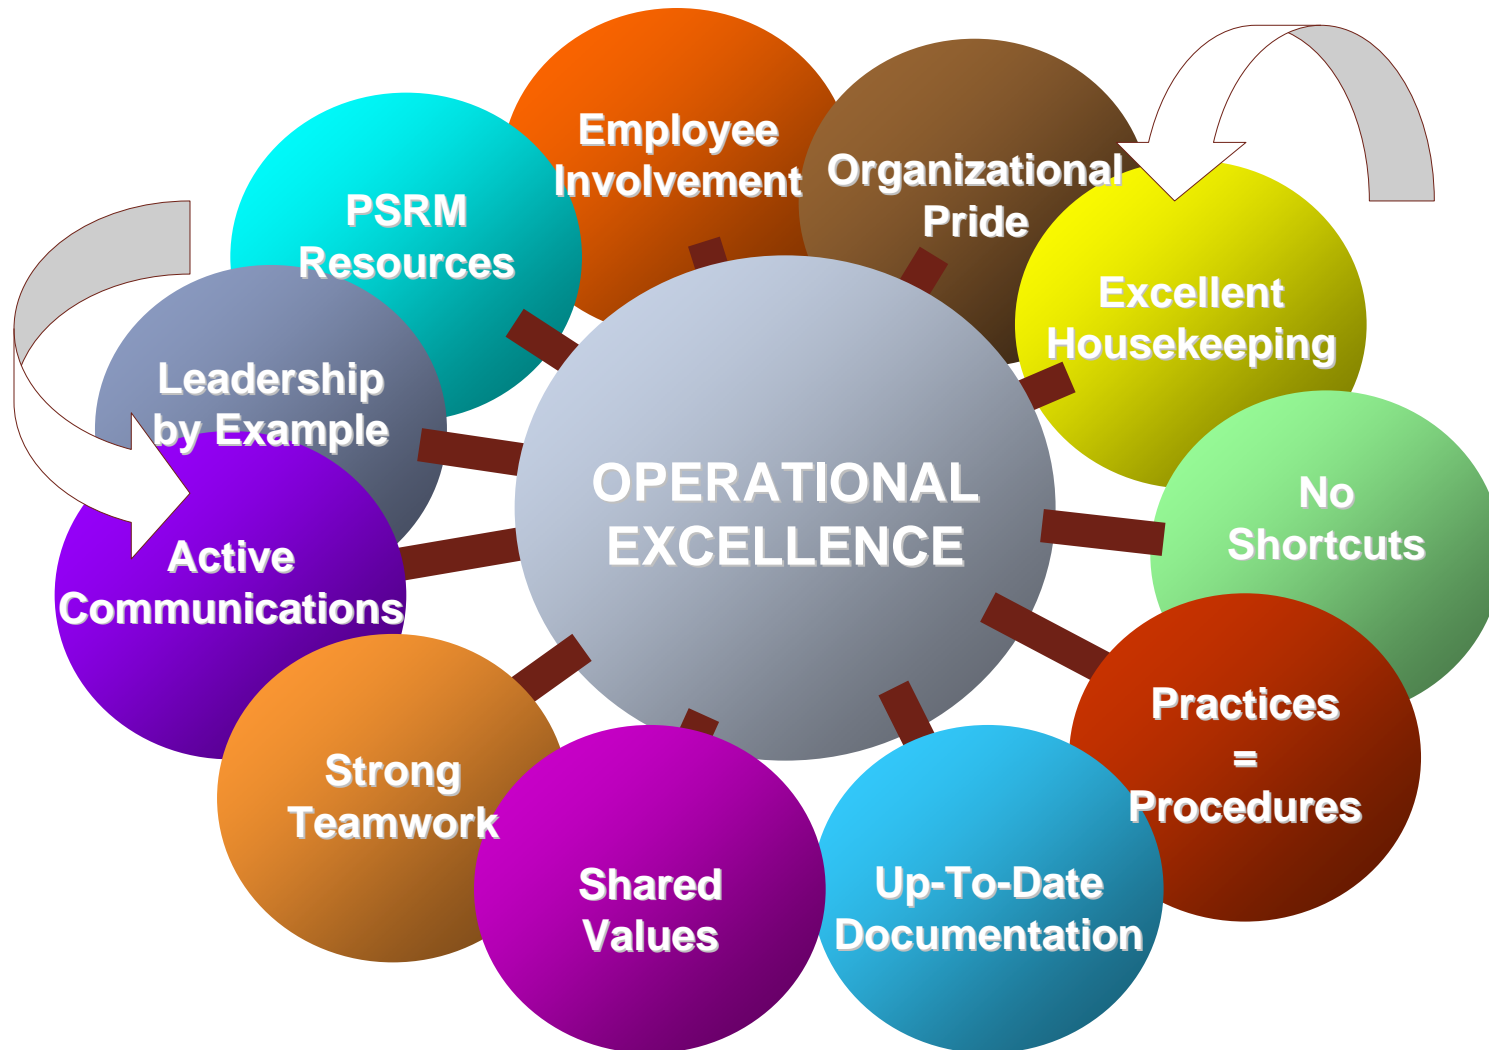 Employee
Involvement
Organizational
Pride
PSRM
Resources
Excellent
Housekeeping
Leadership
by Example
OPERATIONAL
EXCELLENCE
No
Shortcuts
Active
Communications
Practices
=
Procedures
Strong
Teamwork
Shared
Values
Up-To-Date
Documentation